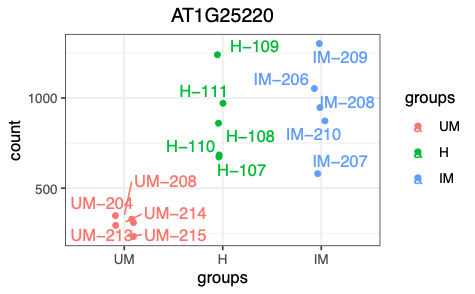 AT1G25220
H−109
IM−209
IM−206
H−111
IM−208
1000
H−108
IM−210
H−110
IM−207
H−107
UM−208
500
UM−204
UM−214
UM−213
UM−215
UM
H
IM
groups
count
groups
UM
H
IM
a
a
a